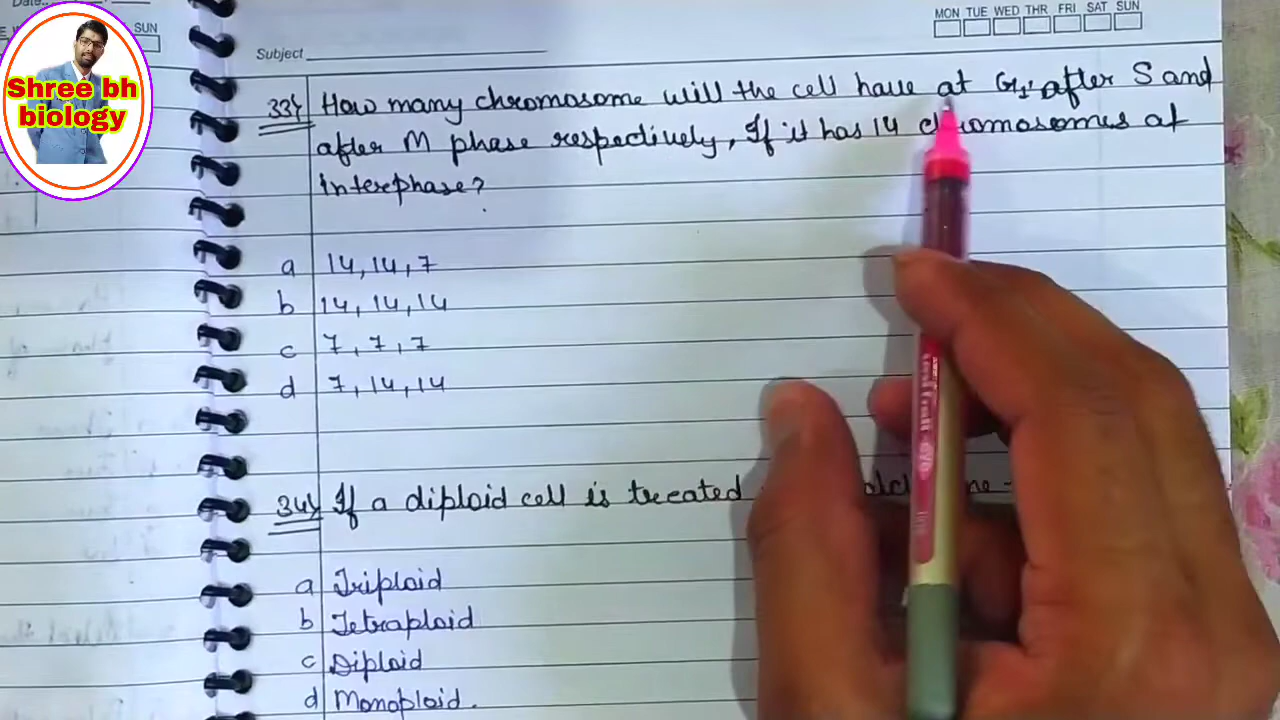 Shree bh
biology
SUN
Subject
MON TUE WED THR FRI SAT SUN
33} How many chromosome will the cell have at G1, after S and
after M phase respectively, If it has 14 chromosomes at
interphase?
a 14, 14, 7
b 14, 14, 14
c 7, 7, 7
d 7, 14, 14
34} If a diploid cell is treated
a Triploid
b Tetraploid
c Diploid
d Monoploid.